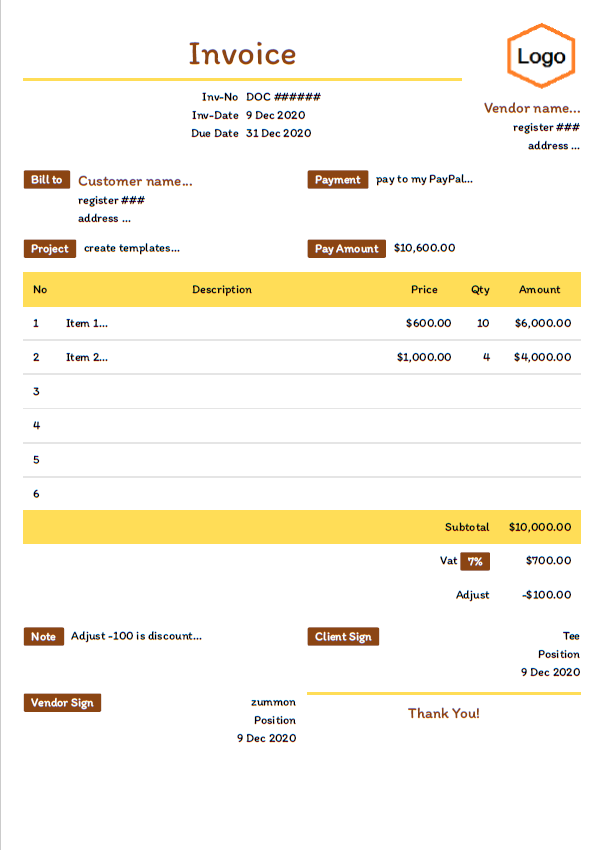 Invoice
Logo
Inv-No DOC ######
Inv-Date 9 Dec 2020
Due Date 31 Dec 2020
Vendor name...
register ###
address ...
Bill to Customer name...
register ###
address ...
Payment pay to my PayPal...
Project create templates...
Pay Amount $10,600.00
No Description Price Qty Amount
1 Item 1... $600.00 10 $6,000.00
2 Item 2... $1,000.00 4 $4,000.00
3
4
5
6
Subtotal $10,000.00
Vat 7% $700.00
Adjust -$100.00
Note Adjust -100 is discount...
Client Sign Tee
Position
9 Dec 2020
Vendor Sign zummon
Position
9 Dec 2020
Thank You!